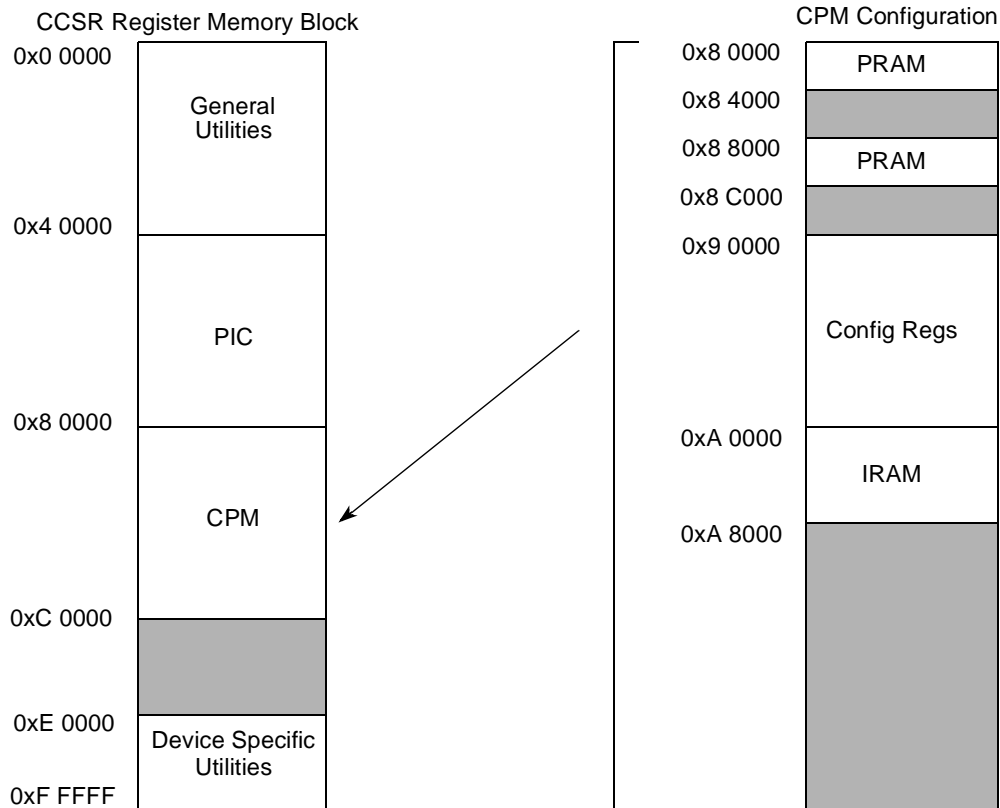 CCSR Register Memory Block
0x0 0000
General
Utilities
0x4 0000
PIC
0x8 0000
CPM
0xC 0000
0xE 0000
Device Specific
Utilities
0xF FFFF
CPM Configuration
0x8 0000
PRAM
0x8 4000
0x8 8000
PRAM
0x8 C000
0x9 0000
Config Regs
0xA 0000
IRAM
0xA 8000